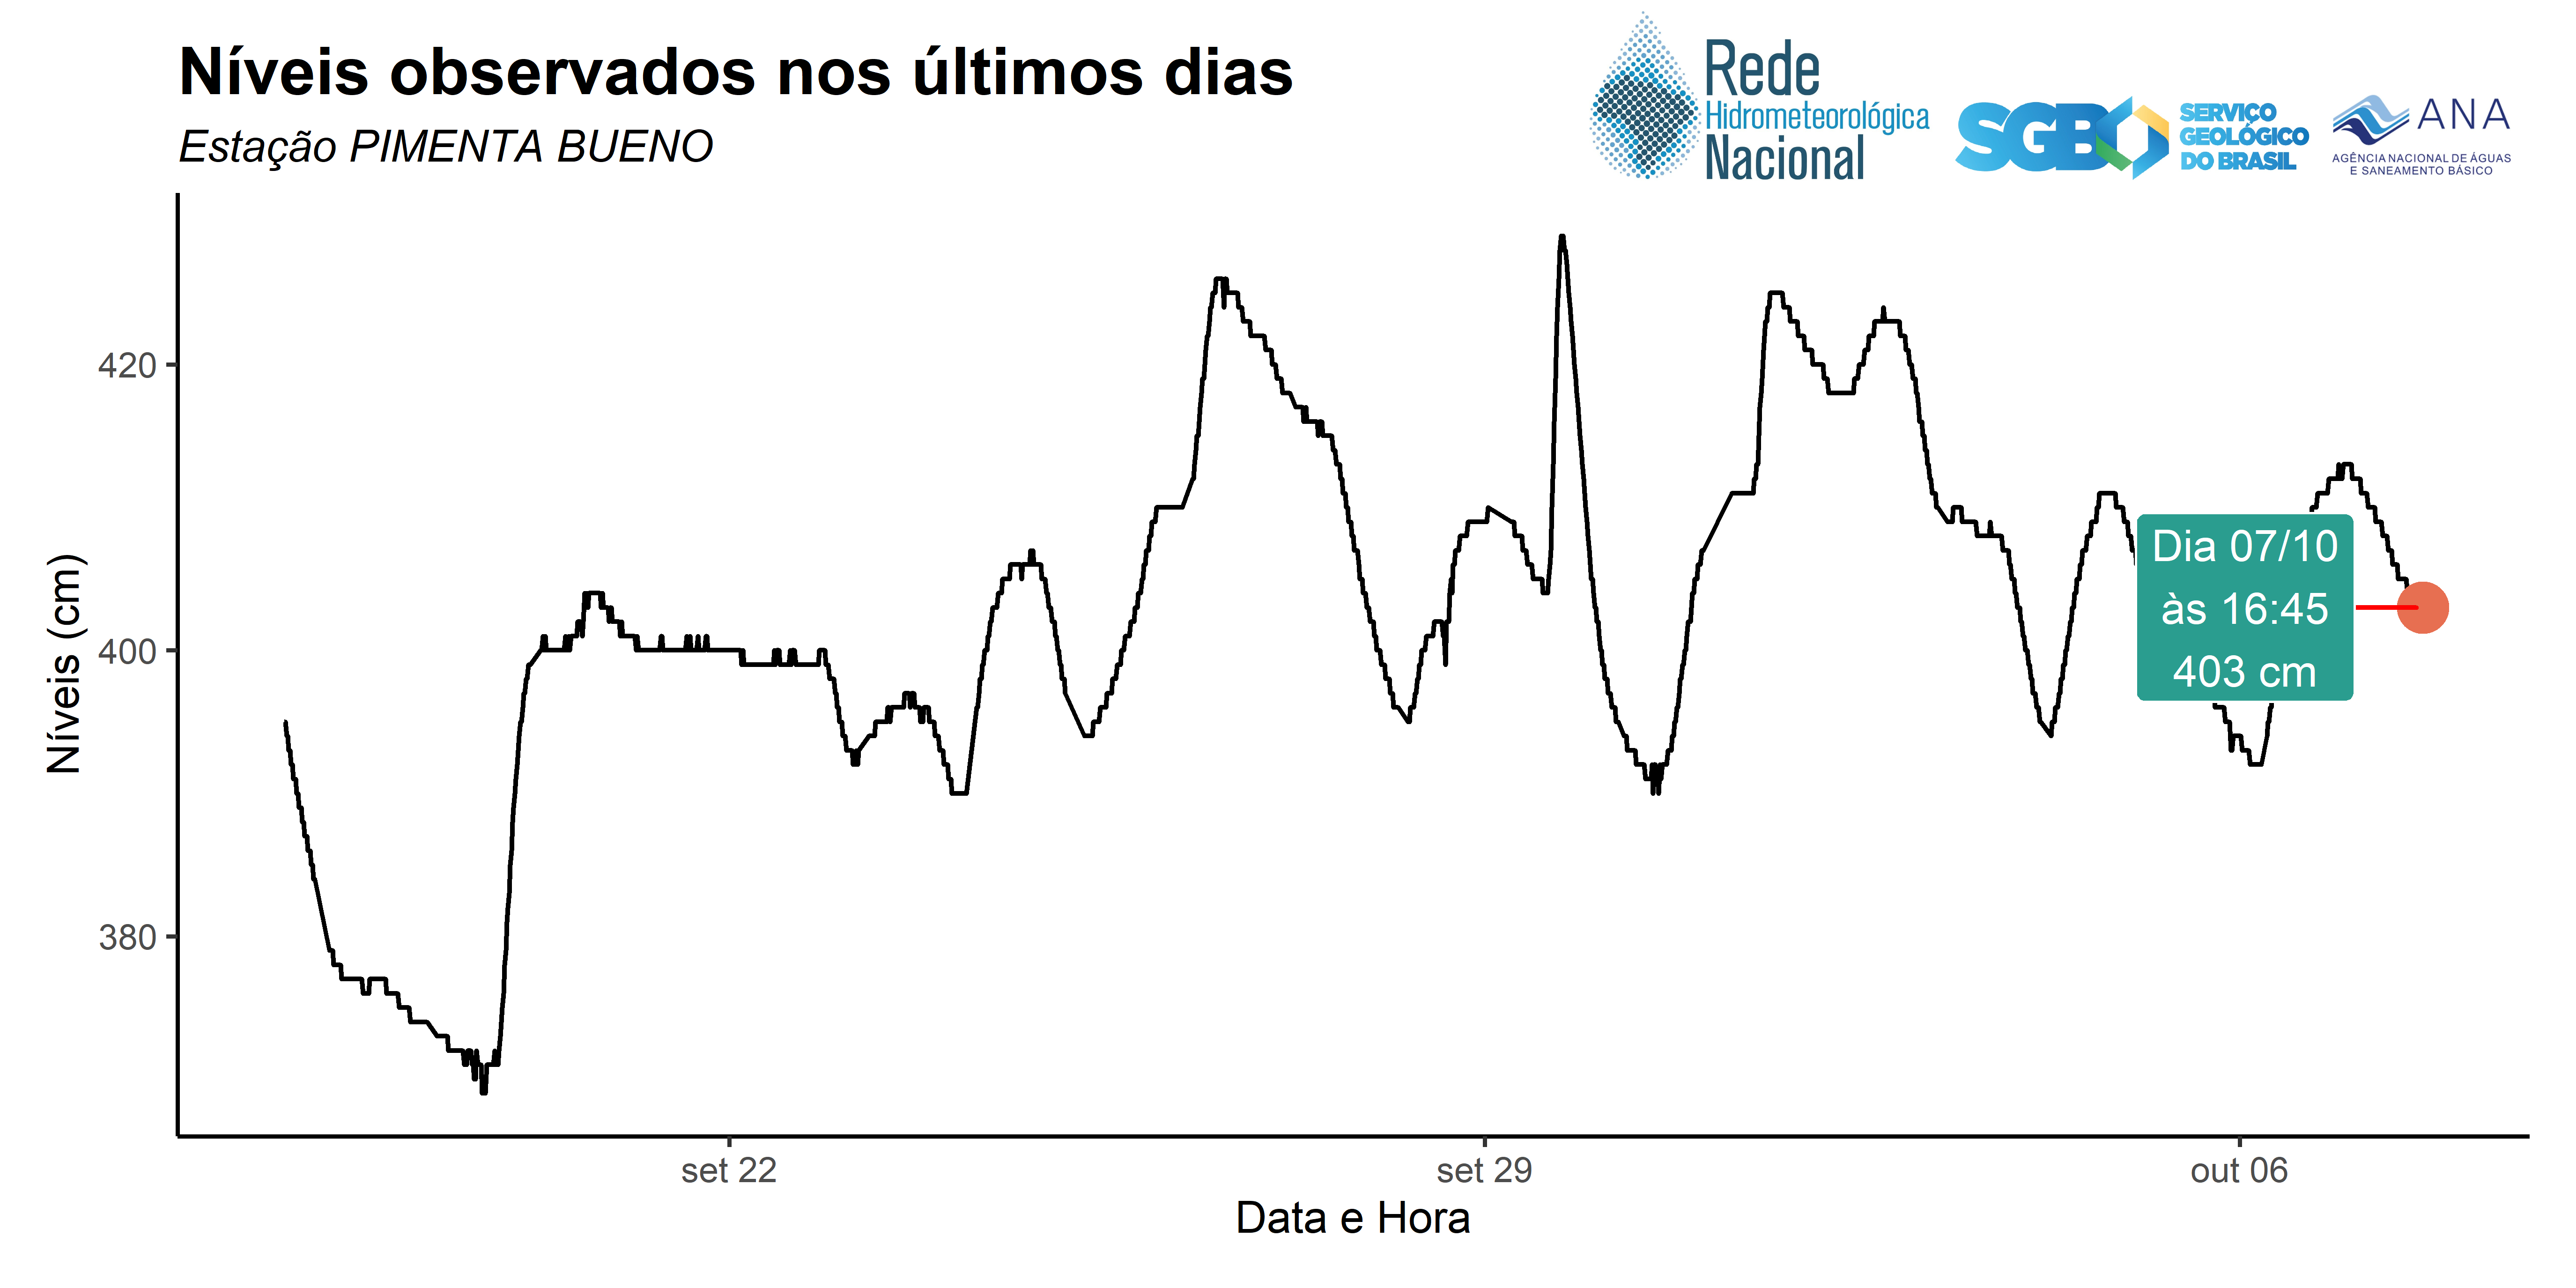 Níveis observados nos últimos dias
Estação PIMENTA BUENO
Rede
Hidrometeorológica
Nacional
SGB
SERVIÇO
GEOLÓGICO
DO BRASIL
ANA
AGÊNCIA NACIONAL DE ÁGUAS
E SANEAMENTO BÁSICO
Níveis (cm)
420
400
380
Dia 07/10
às 16:45
403 cm
set 22
set 29
out 06
Data e Hora